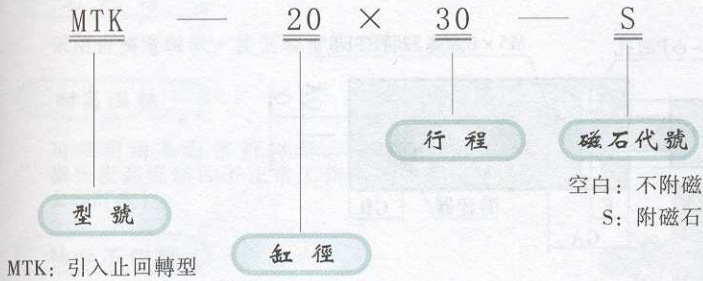 MTK — 20 × 30 — S
行程 磁石代號
空白: 不附磁
型號 S: 附磁石
缸徑
MTK: 引入止回轉型